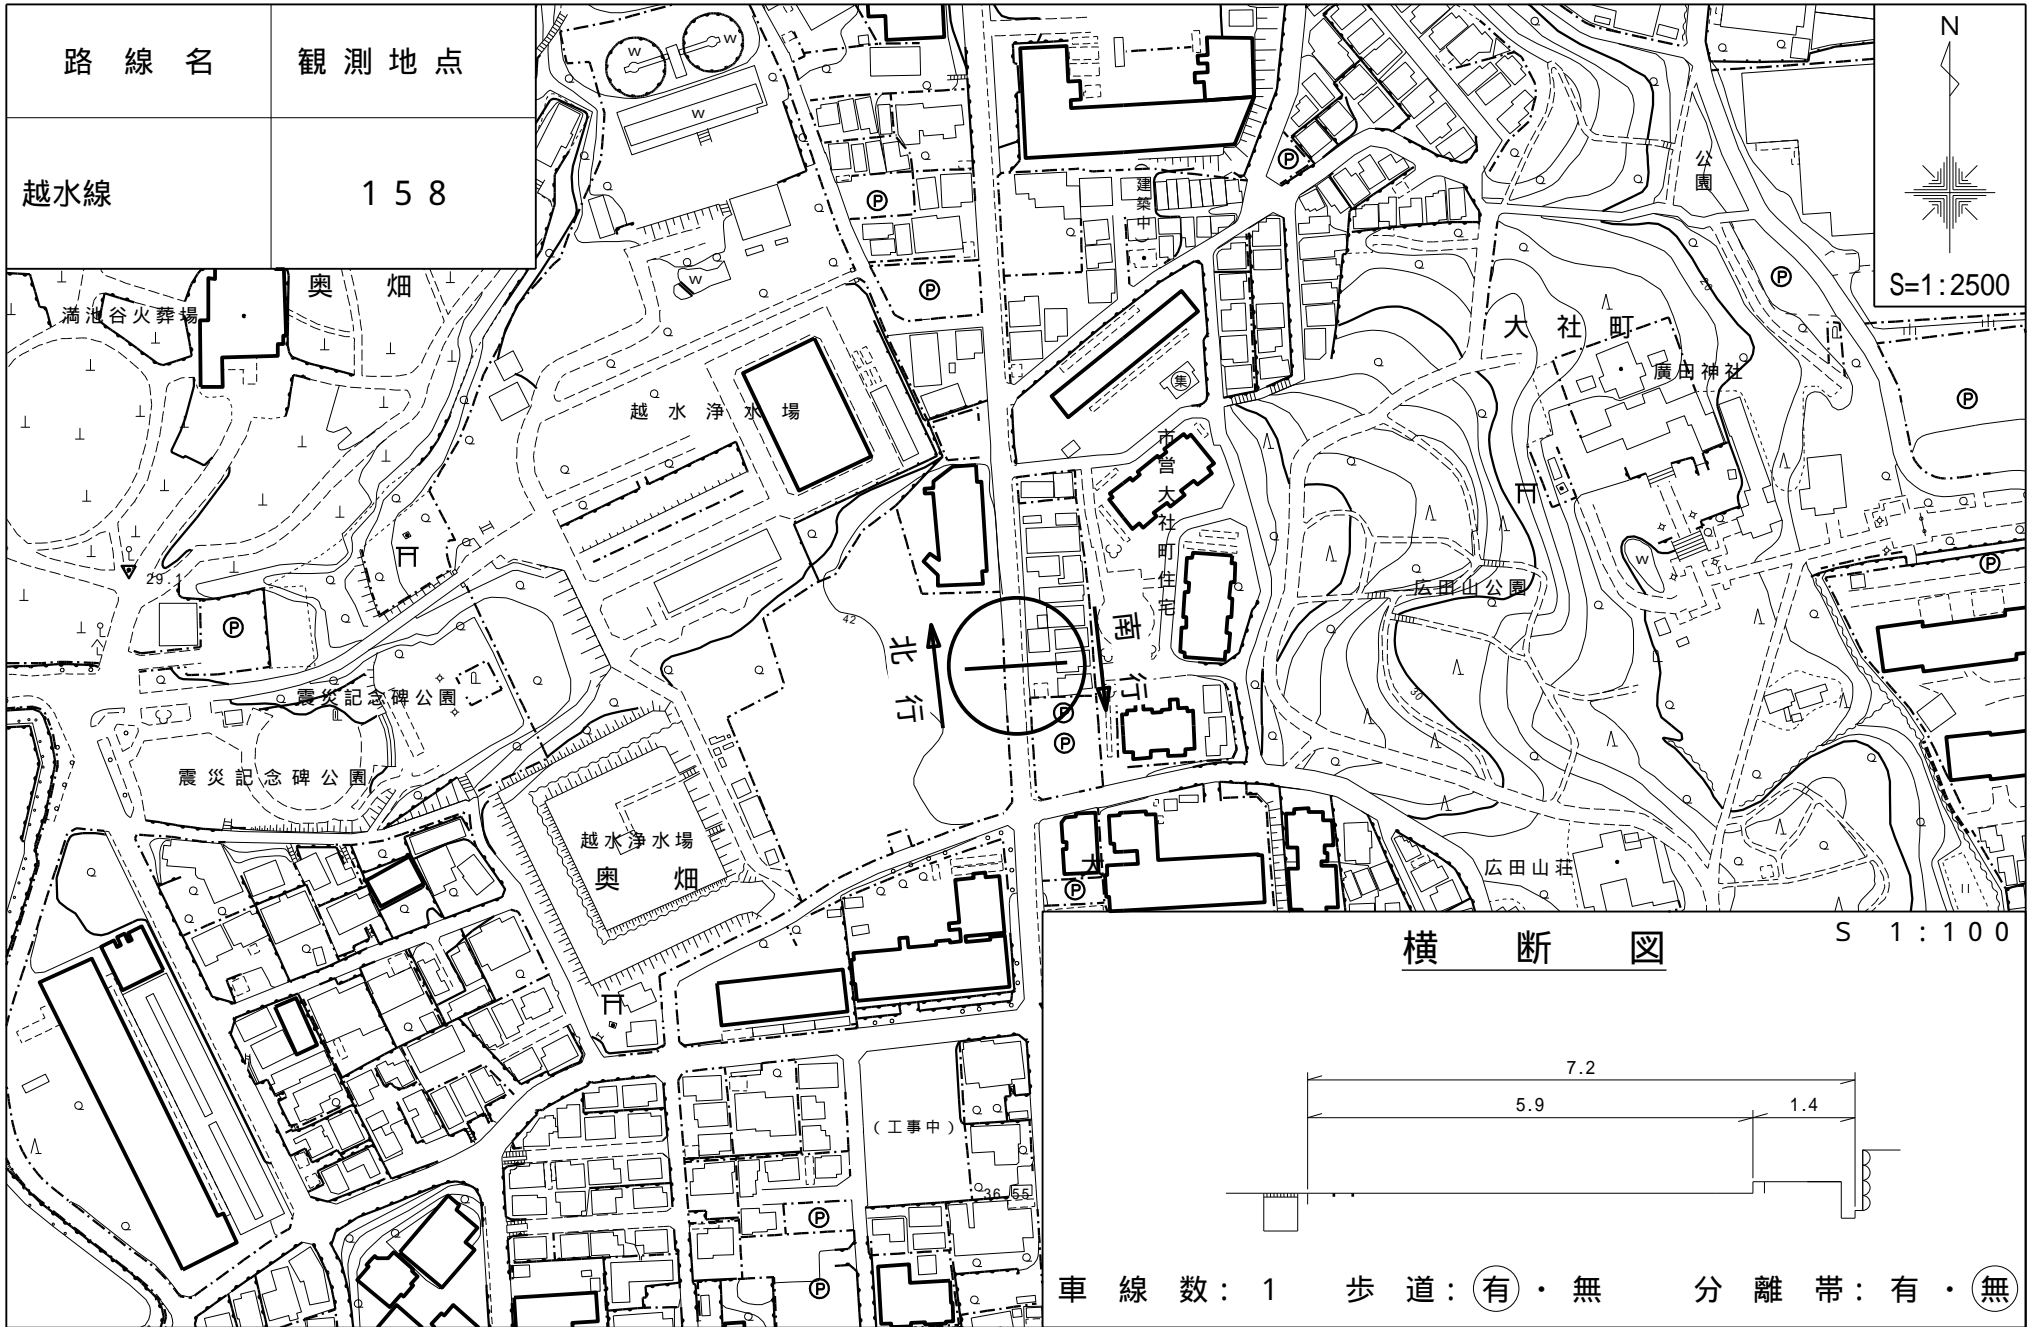 路線名 観測地点
越水線 158
N
S=1:2500
奥畑
満池谷火葬場
W
W
W
W
P
P
P
(建築中)
公園
P
大社町
廣田神社
P
越水浄水場
集
市営大社町住宅
広田山公園
W
P
29.1
P
42
北行
南行
20
30
震災記念碑公園
震災記念碑公園
P
P
越水浄水場
奥畑
大
P
広田山荘
(工事中)
36.55
P
P
横断図
S 1:100
7.2
5.9 1.4
車線数: 1 歩道: 有・無 分離帯: 有・無